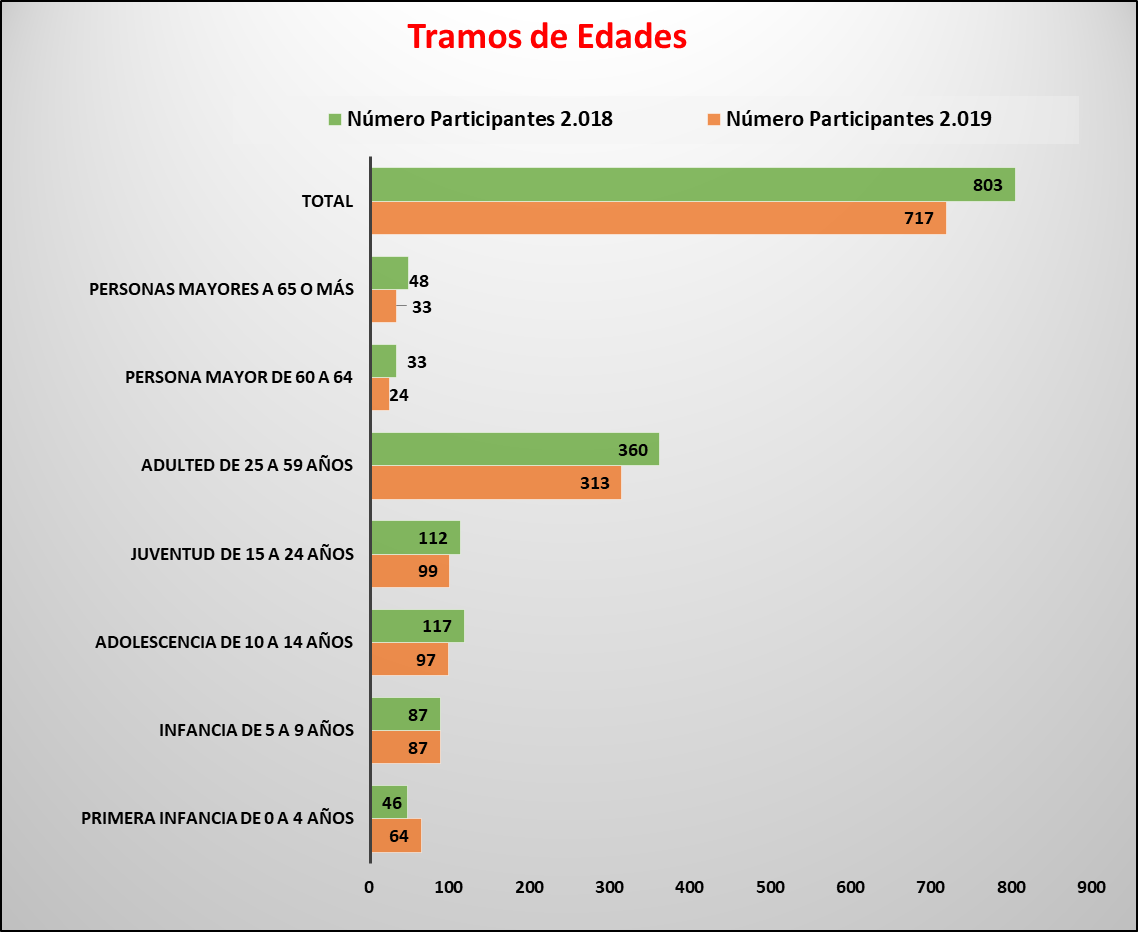 Tramos de Edades
Número Participantes 2.018
Número Participantes 2.019
TOTAL
803
717
PERSONAS MAYORES A 65 O MÁS
48
33
PERSONA MAYOR DE 60 A 64
33
24
ADULTED DE 25 A 59 AÑOS
360
313
JUVENTUD DE 15 A 24 AÑOS
112
99
ADOLESCENCIA DE 10 A 14 AÑOS
117
97
INFANCIA DE 5 A 9 AÑOS
87
87
PRIMERA INFANCIA DE 0 A 4 AÑOS
46
64
0 100 200 300 400 500 600 700 800 900